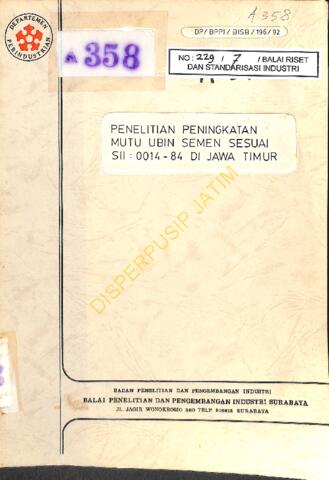 A 358
DP/BPPI/BISB/196/92
DEPARTEMEN
PERINDUSTRIAN
A 358
NO: 229 / 7 / BALAI RISET
DAN STANDARISASI INDUSTRI
PENELITIAN PENINGKATAN
MUTU UBIN SEMEN SESUAI
SII : 0014 - 84 DI JAWA TIMUR
DISPERPUSIP JATIM
BADAN PENELITIAN DAN PENGEMBANGAN INDUSTRI
BALAI PENELITIAN DAN PENGEMBANGAN INDUSTRI SURABAYA
JL. JAGIR WONOKROMO 360 TELP SURABAYA